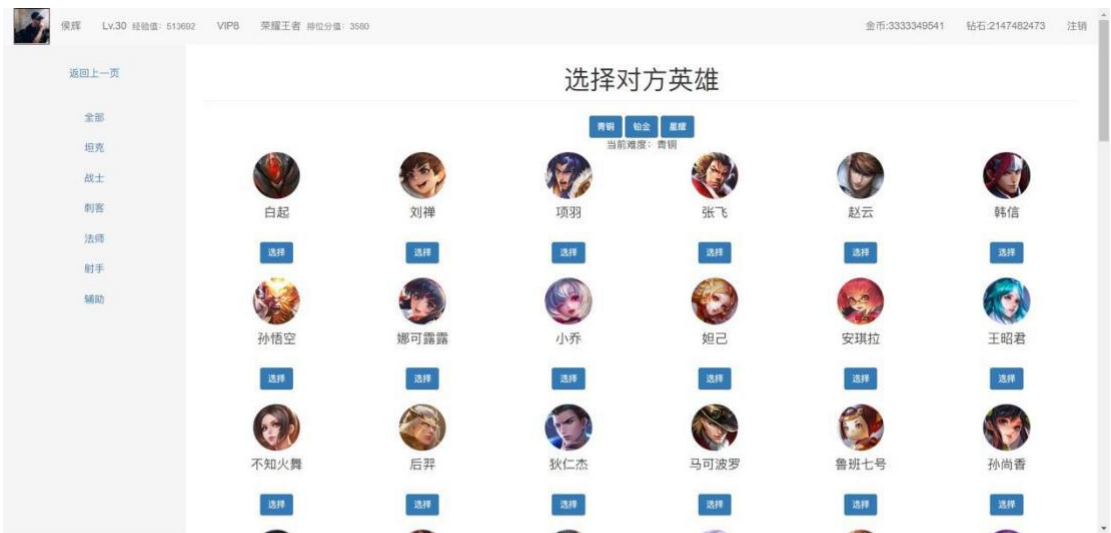 侯辉 Lv.30 经验值：513692 VIP8 荣耀王者 排位分值：3580 金币:3333349541 钻石:2147482473 注销
返回上一页
全部
坦克
战士
刺客
法师
射手
辅助
选择对方英雄
青铜 铂金 星耀
当前难度：青铜
白起 刘禅 项羽 张飞 赵云 韩信
选择 选择 选择 选择 选择 选择
孙悟空 娜可露露 小乔 妲己 安琪拉 王昭君
选择 选择 选择 选择 选择 选择
不知火舞 后羿 狄仁杰 马可波罗 鲁班七号 孙尚香
选择 选择 选择 选择 选择 选择